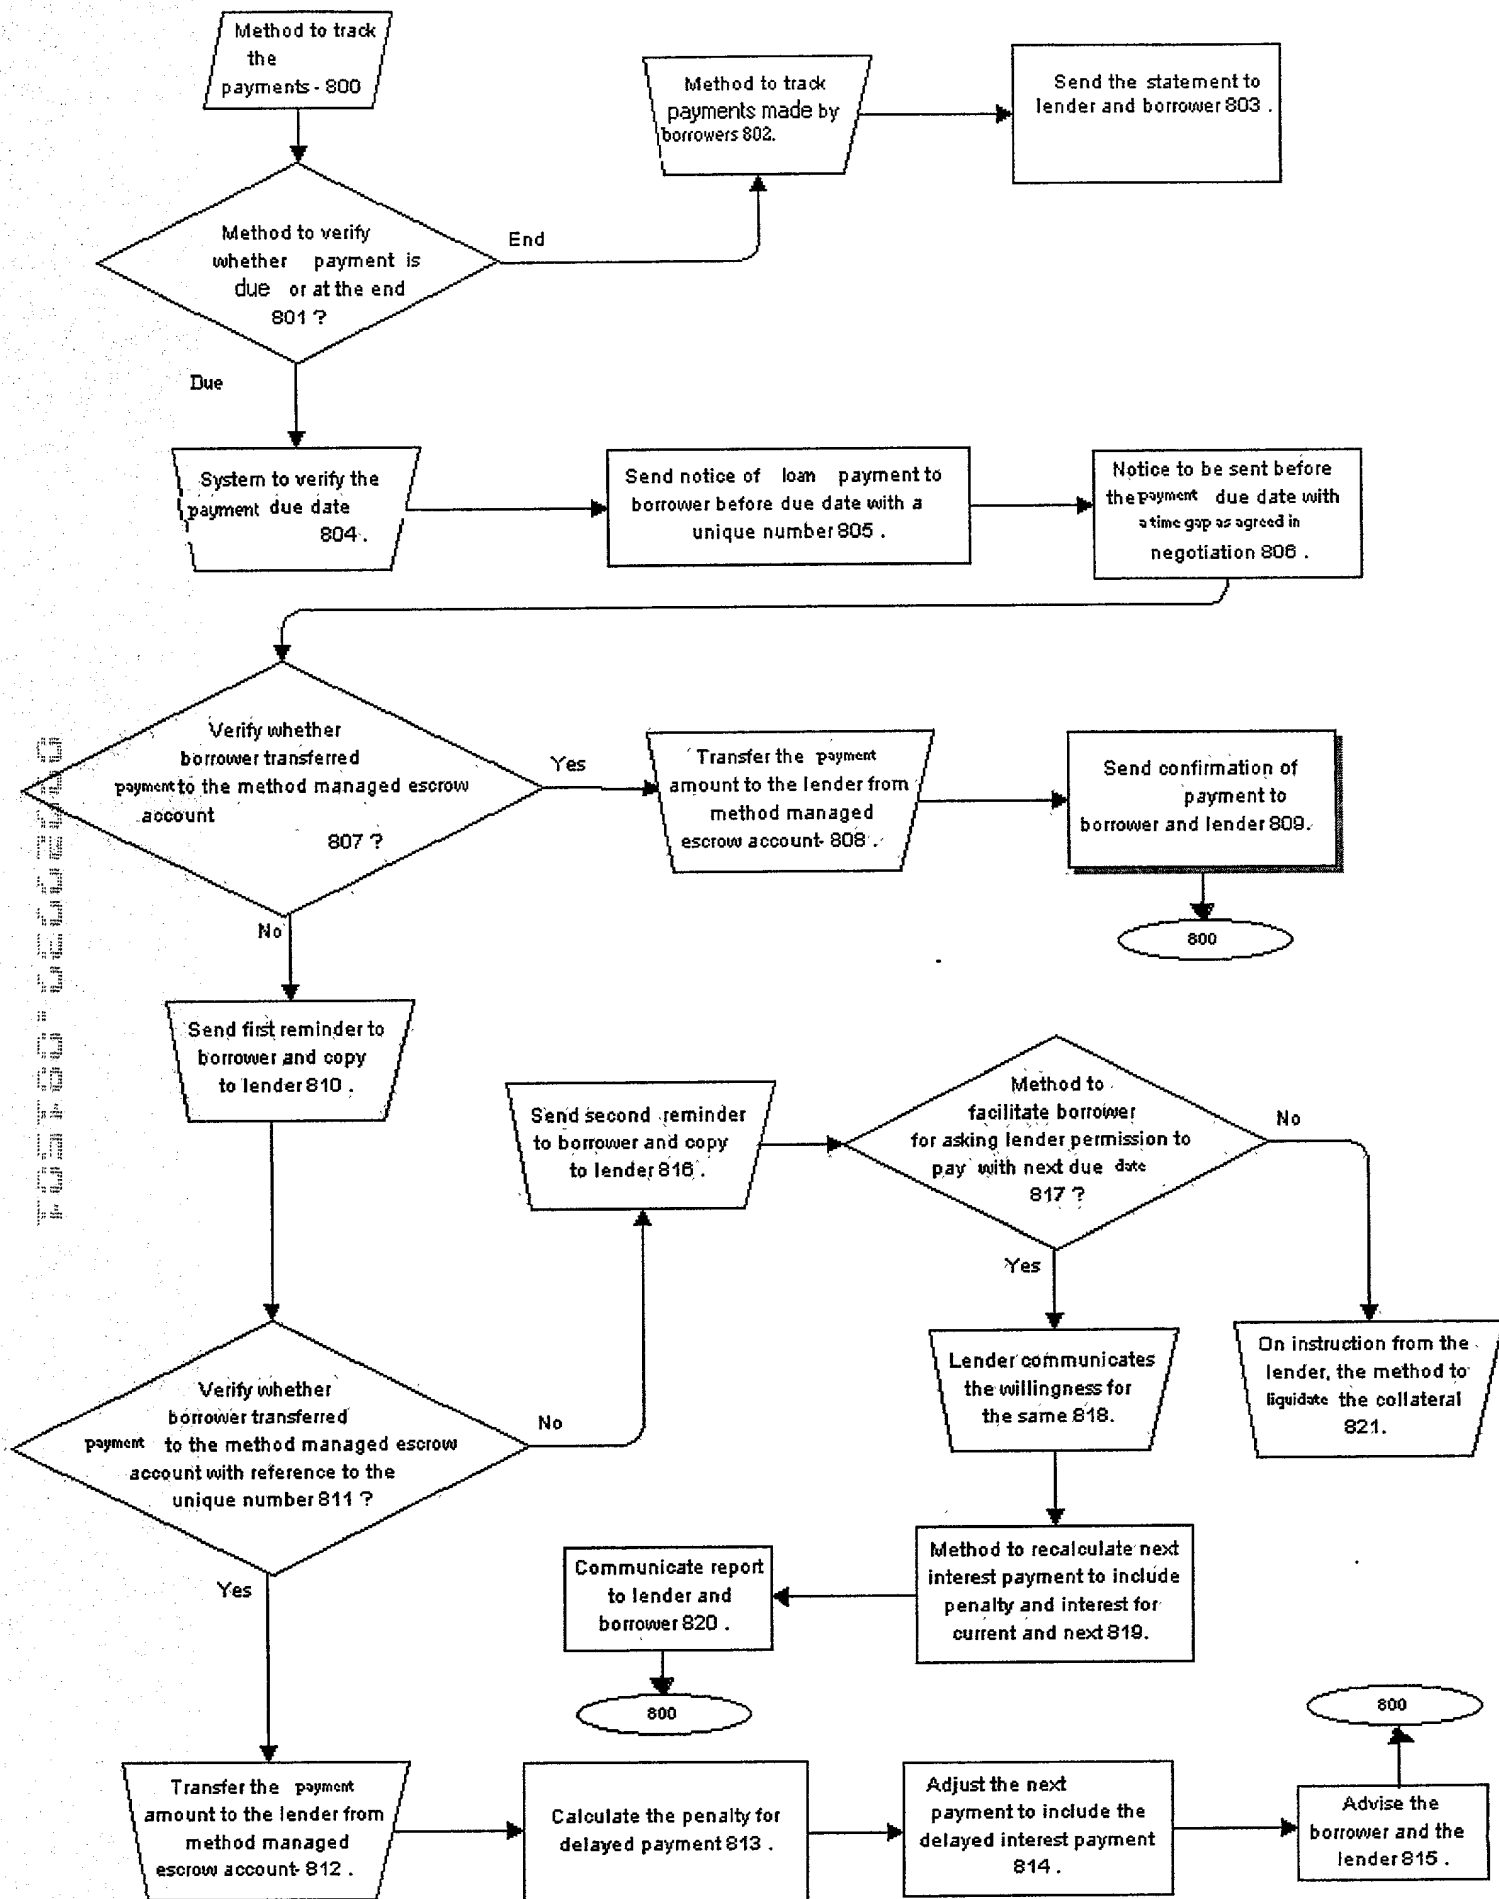 Method to track
the
payments - 800
Method to track
payments made by
borrowers 802.
Send the statement to
lender and borrower 803 .
Method to verify
whether payment is
due or at the end
801 ?
End
Due
System to verify the
payment due date
804 .
Send notice of loan payment to
borrower before due date with a
unique number 805 .
Notice to be sent before
the payment due date with
a time gap as agreed in
negotiation 806 .
Verify whether
borrower transferred
payment to the method managed escrow
account
807 ?
Yes
Transfer the payment
amount to the lender from
method managed
escrow account- 808 .
Send confirmation of
payment to
borrower and lender 809.
800
No
Send first reminder to
borrower and copy
to lender 810 .
Send second reminder
to borrower and copy
to lender 816 .
Method to
facilitate borrower
for asking lender permission to
pay with next due date
817 ?
No
Yes
Lender communicates
the willingness for
the same 818.
On instruction from the
lender, the method to
liquidate the collateral
821.
Verify whether
borrower transferred
payment to the method managed escrow
account with reference to the
unique number 811 ?
No
Yes
Method to recalculate next
interest payment to include
penalty and interest for
current and next 819.
Communicate report
to lender and
borrower 820 .
800
Transfer the payment
amount to the lender from
method managed
escrow account- 812 .
Calculate the penalty for
delayed payment 813 .
Adjust the next
payment to include the
delayed interest payment
814 .
Advise the
borrower and the
lender 815 .
800